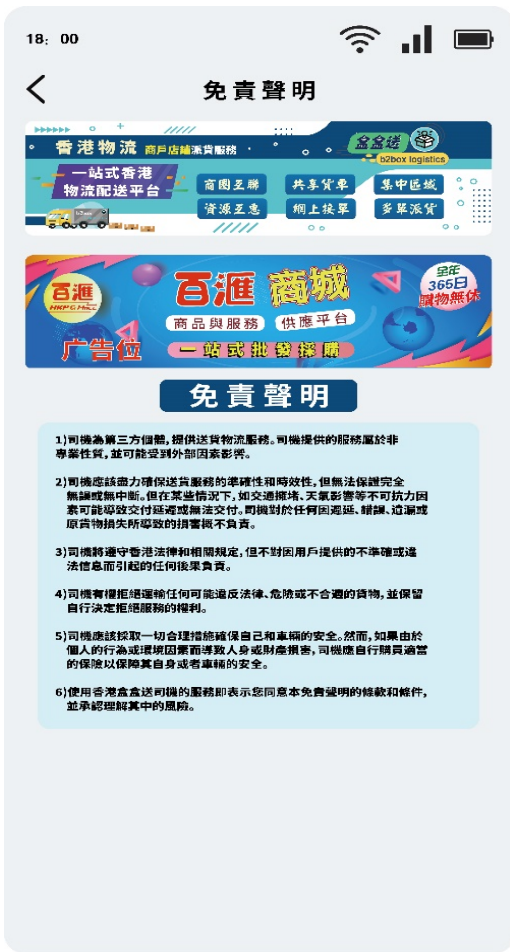 18: 00
免責聲明
香港物流 商戶店鋪派貨服務
盒盒送
b2box logistics
一站式香港
物流配送平台
商圈互聯 共享貨車 集中區域
資源互惠 網上接單 多單派貨
百滙
HKPG MALL
百滙商城
全年
365日
購物無休
商品與服務 供應平台
广告位
一站式批發採購
免責聲明
1)司機為第三方個體,提供送貨物流服務。司機提供的服務屬於非
專業性質,並可能受到外部因素影響。
2)司機應該盡力確保送貨服務的準確性和時效性,但無法保證完全
無誤或無中斷。但在某些情況下,如交通擁堵、天氣影響等不可抗力因
素可能導致交付延遲或無法交付。司機對於任何因遲延、錯誤、遺漏或
原貨物損失所導致的損害概不負責。
3)司機將遵守香港法律和相關規定,但不對因用戶提供的不準確或違
法信息而引起的任何後果負責。
4)司機有權拒絕運輸任何可能違反法律、危險或不合適的貨物,並保留
自行決定拒絕服務的權利。
5)司機應該採取一切合理措施確保自己和車輛的安全。然而,如果由於
個人的行為或環境因素而導致人身或財產損害,司機應自行購買適當
的保險以保障其自身或者車輛的安全。
6)使用香港盒盒送司機的服務即表示您同意本免責聲明的條款和條件,
並承認理解其中的風險。